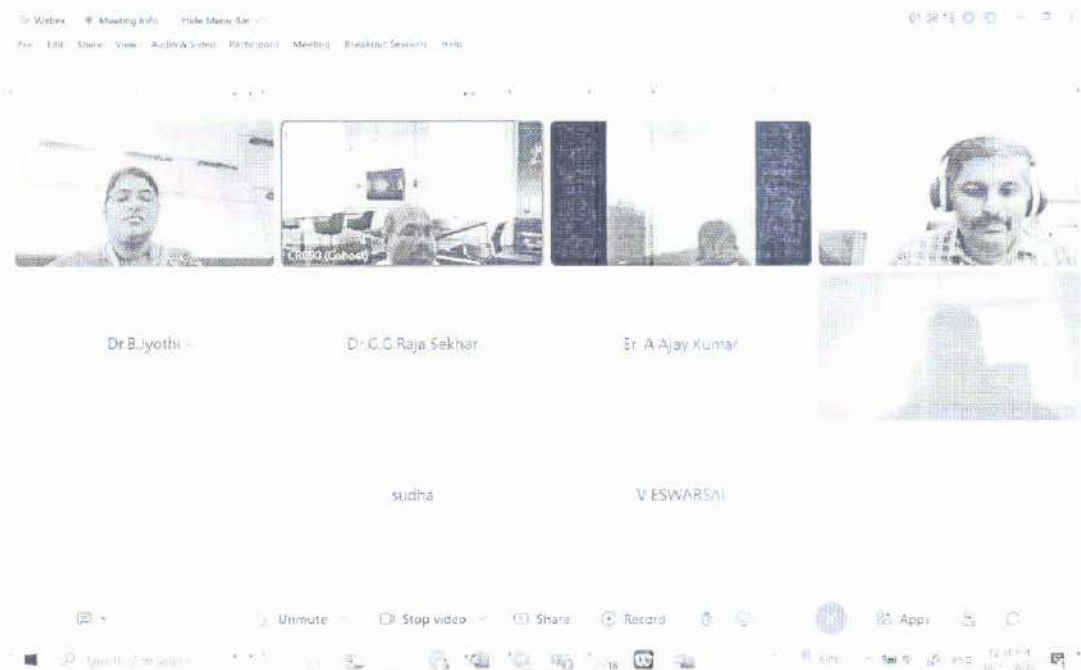 Webex Meeting Info Hide Menu Bar
File Edit Share View Audio & Video Participant Meeting Breakout Sessions Help
CR090 (Cohost)
Dr.B.Jyothi
Dr.G.G.Raja Sekhar
Er. A Ajay Kumar
sudha
V ESWARSAI
Unmute Stop video Share Record Apps